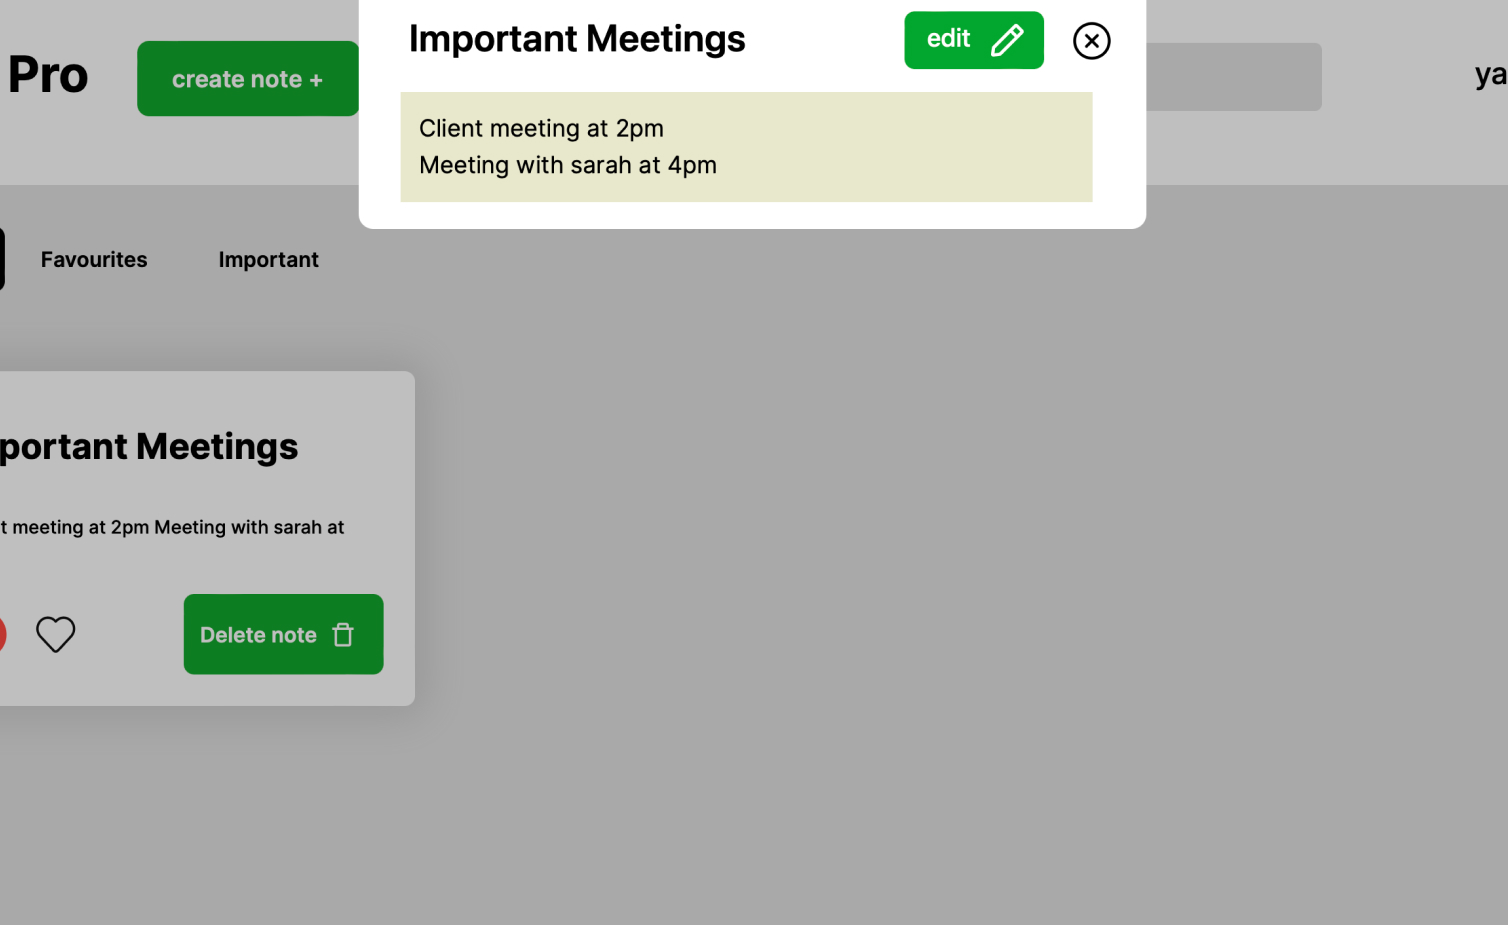 Important Meetings
edit
Pro
create note +
ya
Client meeting at 2pm
Meeting with sarah at 4pm
Favourites
Important
portant Meetings
t meeting at 2pm Meeting with sarah at
Delete note